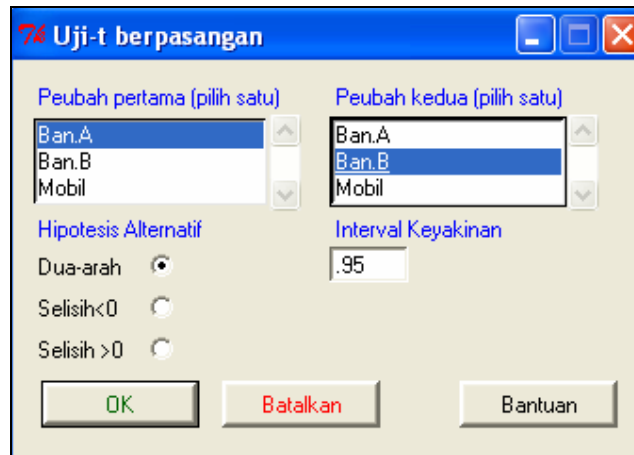 Uji-t berpasangan
Peubah pertama (pilih satu) Peubah kedua (pilih satu)
Ban.A Ban.A
Ban.B Ban.B
Mobil Mobil
Hipotesis Alternatif Interval Keyakinan
Dua-arah .95
Selisih<0
Selisih >0
OK Batalkan Bantuan